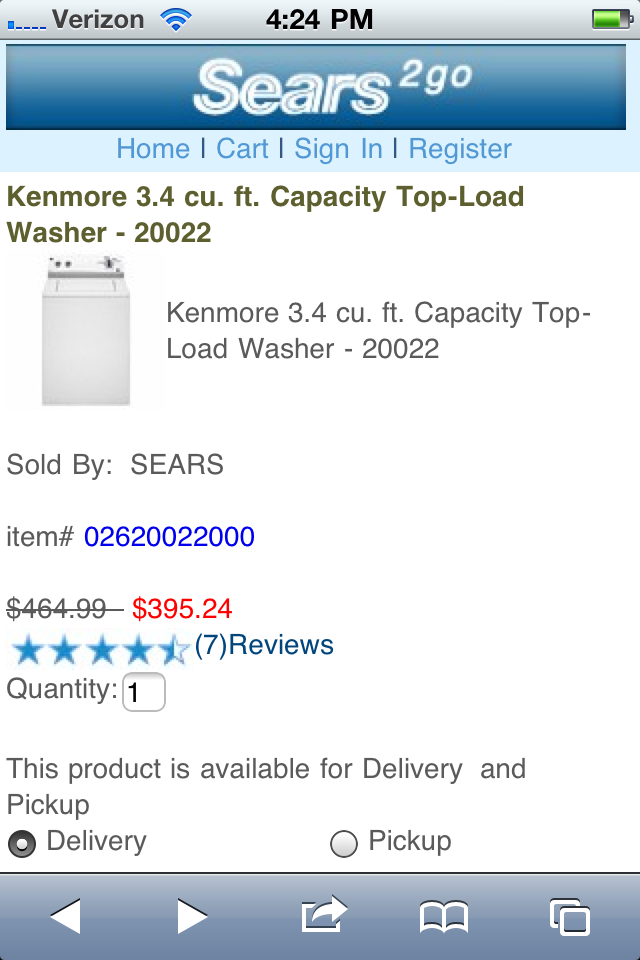 Verizon 4:24 PM
Sears 2go
Home | Cart | Sign In | Register
Kenmore 3.4 cu. ft. Capacity Top-Load
Washer - 20022
Kenmore 3.4 cu. ft. Capacity Top-
Load Washer - 20022
Sold By: SEARS
item# 02620022000
$464.99 $395.24
(7)Reviews
Quantity: 1
This product is available for Delivery and
Pickup
Delivery Pickup